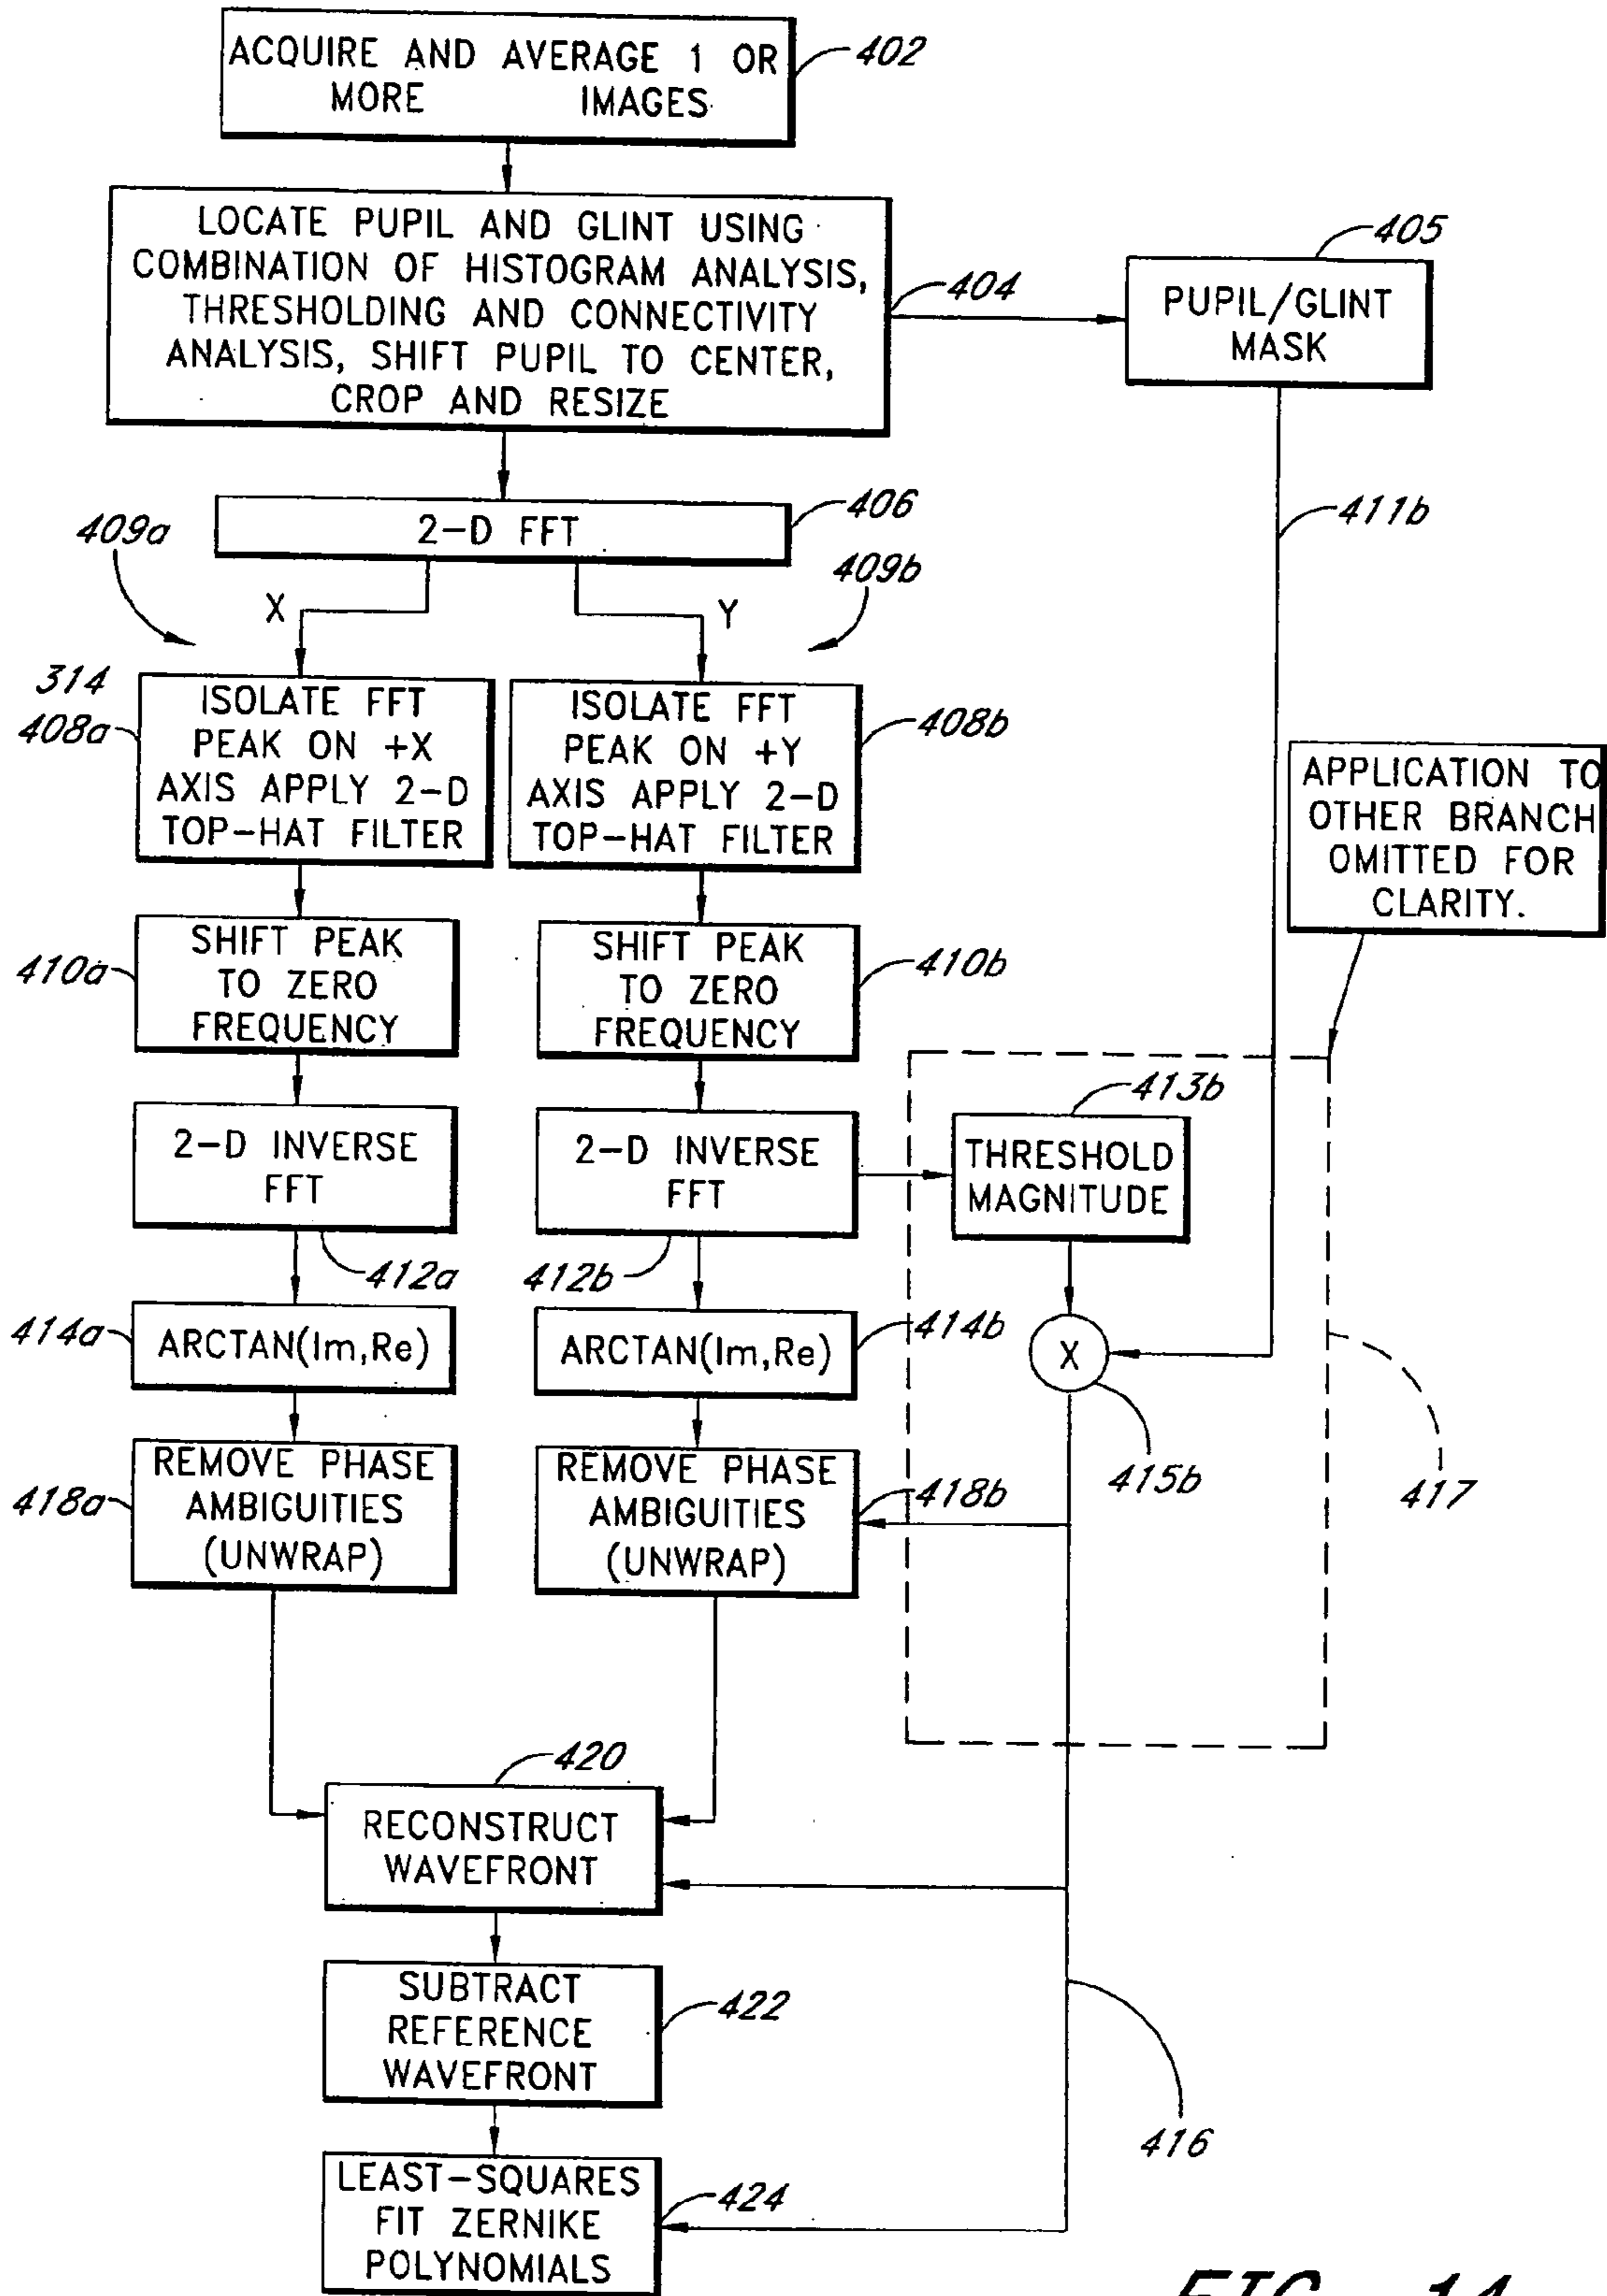 ACQUIRE AND AVERAGE 1 OR
MORE IMAGES
402
LOCATE PUPIL AND GLINT USING
COMBINATION OF HISTOGRAM ANALYSIS,
THRESHOLDING AND CONNECTIVITY
ANALYSIS, SHIFT PUPIL TO CENTER,
CROP AND RESIZE
404
405
PUPIL/GLINT
MASK
2-D FFT
406
411b
409a
409b
X
Y
314
408a
ISOLATE FFT
PEAK ON +X
AXIS APPLY 2-D
TOP-HAT FILTER
ISOLATE FFT
PEAK ON +Y
AXIS APPLY 2-D
TOP-HAT FILTER
408b
APPLICATION TO
OTHER BRANCH
OMITTED FOR
CLARITY.
410a
SHIFT PEAK
TO ZERO
FREQUENCY
SHIFT PEAK
TO ZERO
FREQUENCY
410b
2-D INVERSE
FFT
412a
2-D INVERSE
FFT
412b
413b
THRESHOLD
MAGNITUDE
414a
ARCTAN(Im,Re)
ARCTAN(Im,Re)
414b
X
415b
417
418a
REMOVE PHASE
AMBIGUITIES
(UNWRAP)
REMOVE PHASE
AMBIGUITIES
(UNWRAP)
418b
420
RECONSTRUCT
WAVEFRONT
SUBTRACT
REFERENCE
WAVEFRONT
422
416
LEAST-SQUARES
FIT ZERNIKE
POLYNOMIALS
424
FIG. 14